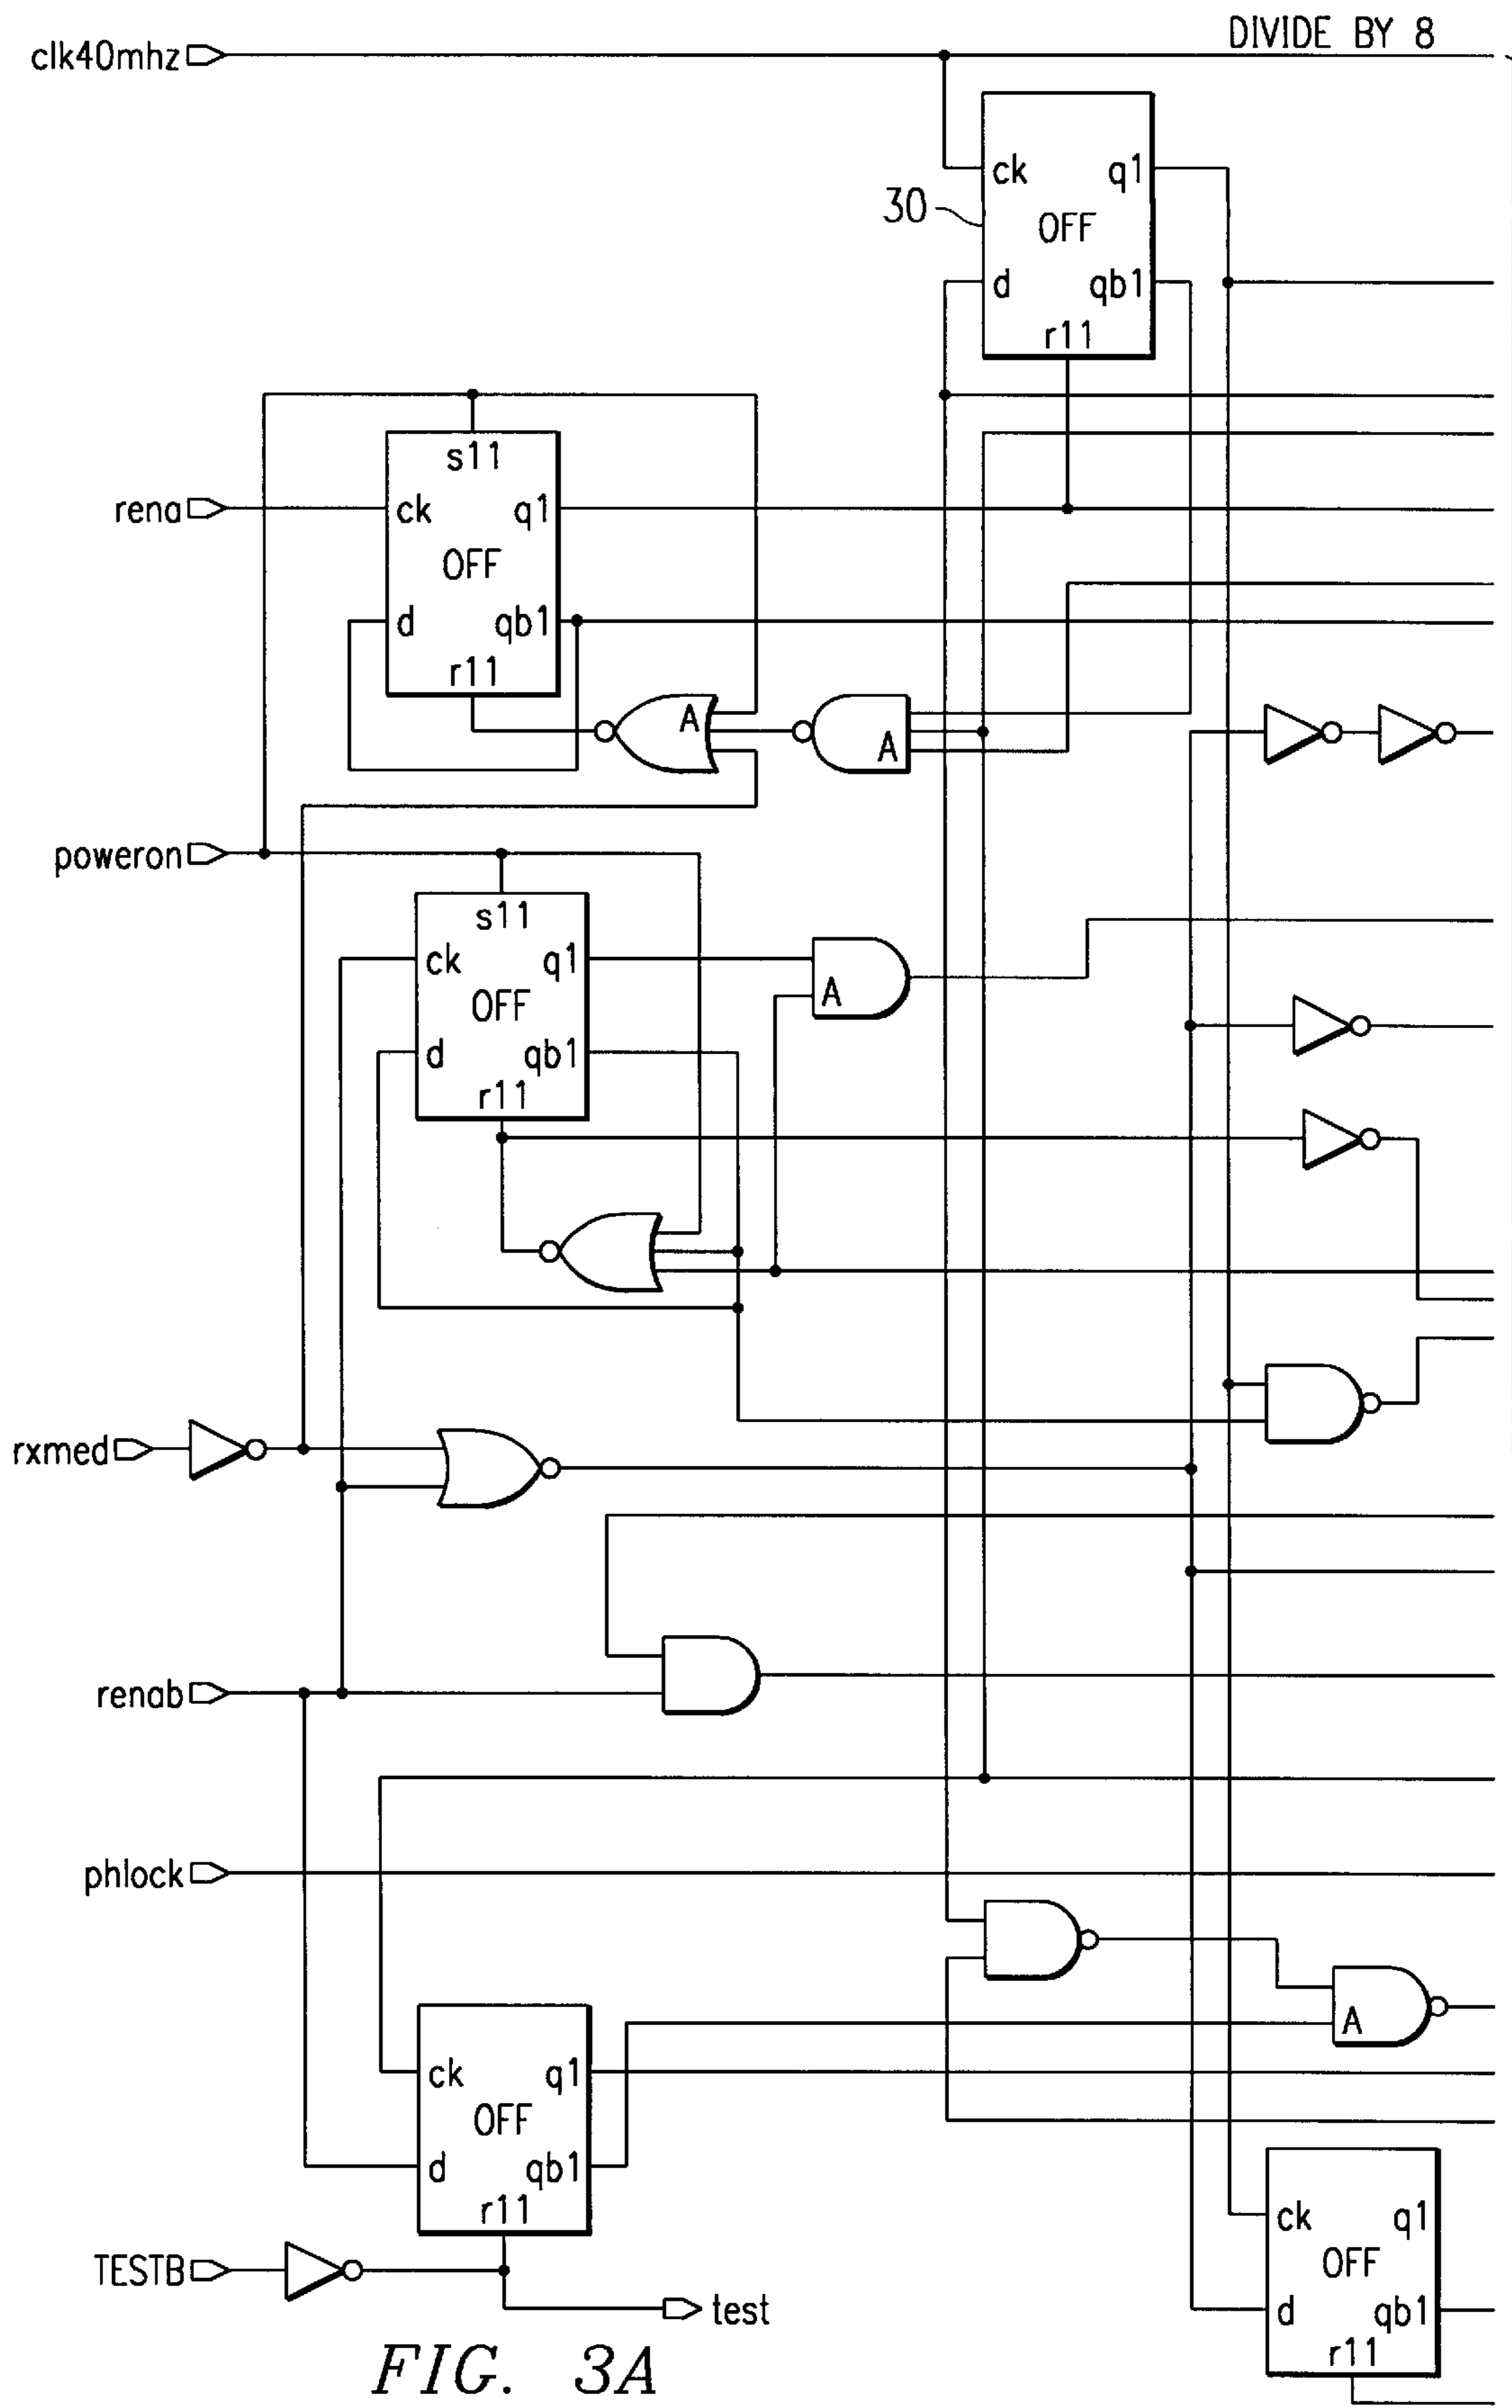 DIVIDE BY 8
clk40mhz
ck q1
30
OFF
d qb1
r11
s11
rena
ck q1
OFF
d qb1
r11
A
A
poweron
s11
ck q1
A
OFF
d qb1
r11
rxmed
renab
phlock
A
ck q1
OFF
d qb1
r11
ck q1
TESTB
OFF
test
d qb1
r11
FIG. 3A